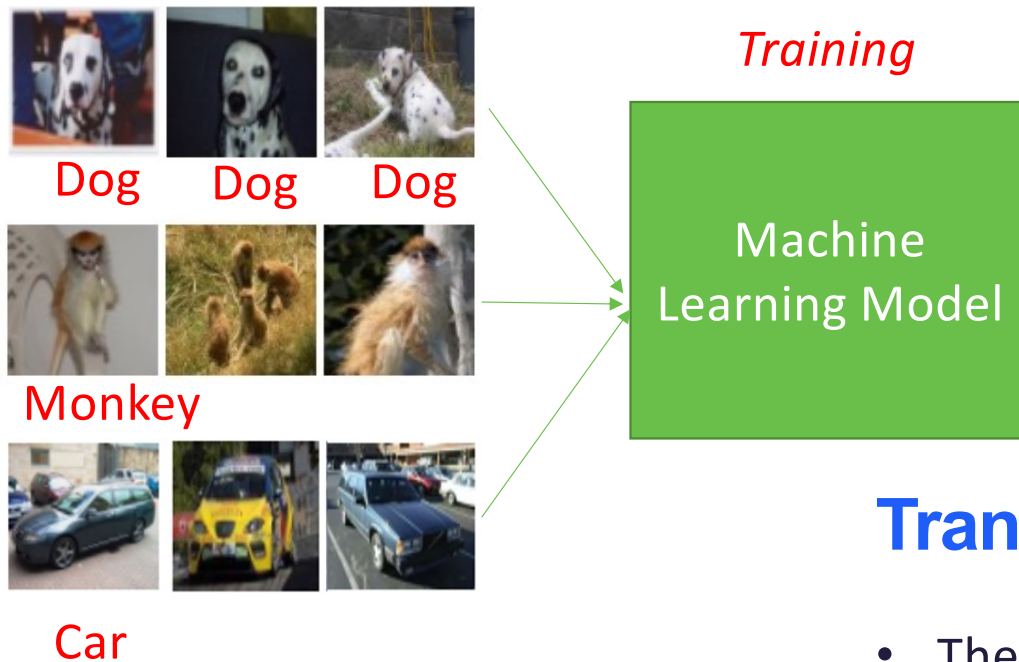 Training
Dog
Dog
Dog
Machine
Learning Model
Monkey
Tran
Car
• The